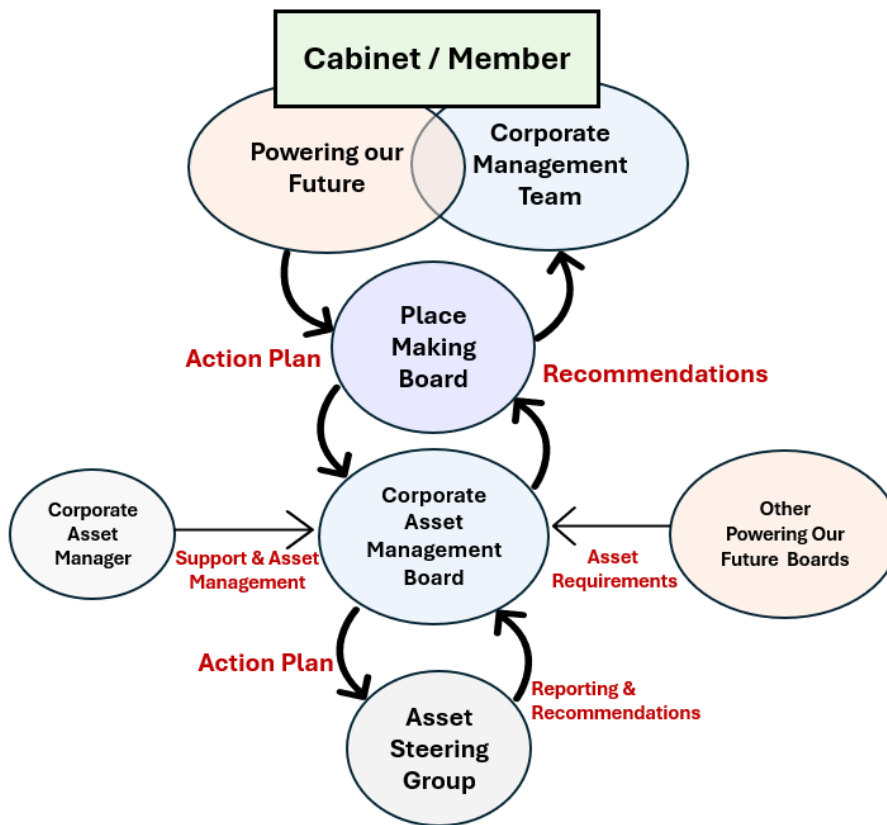 Cabinet / Member
Powering our
Future
Corporate
Management
Team
Place
Making
Board
Action Plan
Recommendations
Corporate
Asset
Manager
Support & Asset
Management
Corporate
Asset
Management
Board
Asset
Requirements
Other
Powering Our
Future Boards
Action Plan
Reporting &
Recommendations
Asset
Steering
Group